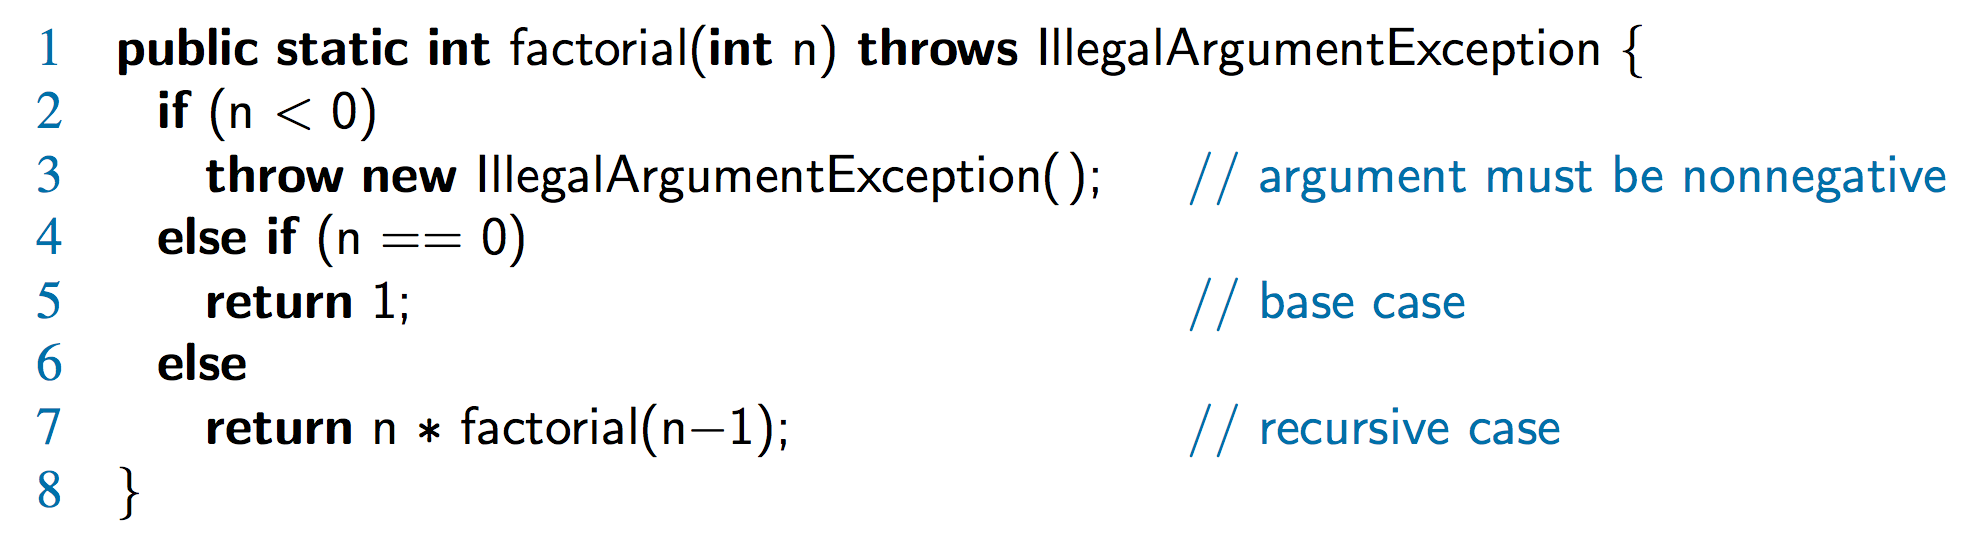 1 public static int factorial(int n) throws IllegalArgumentException {
2 if (n < 0)
3 throw new IllegalArgumentException( ); // argument must be nonnegative
4 else if (n == 0)
5 return 1; // base case
6 else
7 return n * factorial(n−1); // recursive case
8 }